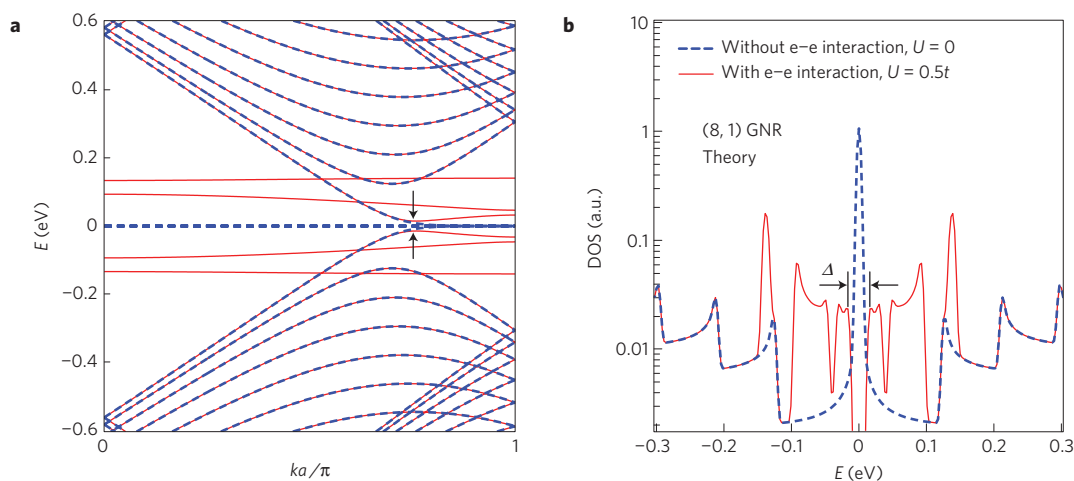 a
0.6
0.4
0.2
0
−0.2
−0.4
−0.6
E (eV)
0
1
ka/π
b
10
1
0.1
0.01
DOS (a.u.)
Without e−e interaction, U = 0
With e−e interaction, U = 0.5t
(8, 1) GNR
Theory
Δ
−0.3
−0.2
−0.1
0
0.1
0.2
0.3
E (eV)